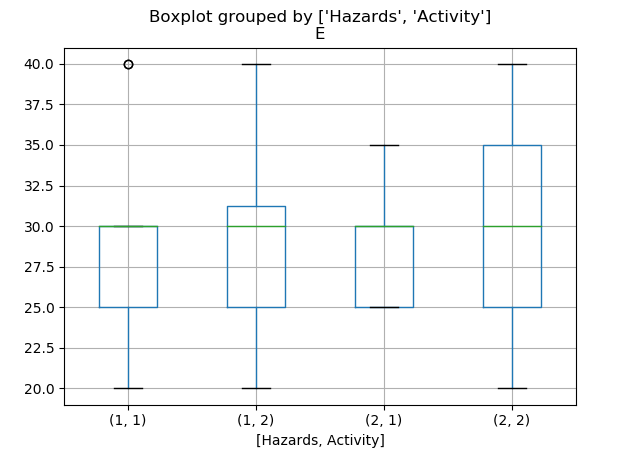 Boxplot grouped by ['Hazards', 'Activity']
E
40.0
37.5
35.0
32.5
30.0
27.5
25.0
22.5
20.0
(1, 1) (1, 2) (2, 1) (2, 2)
[Hazards, Activity]